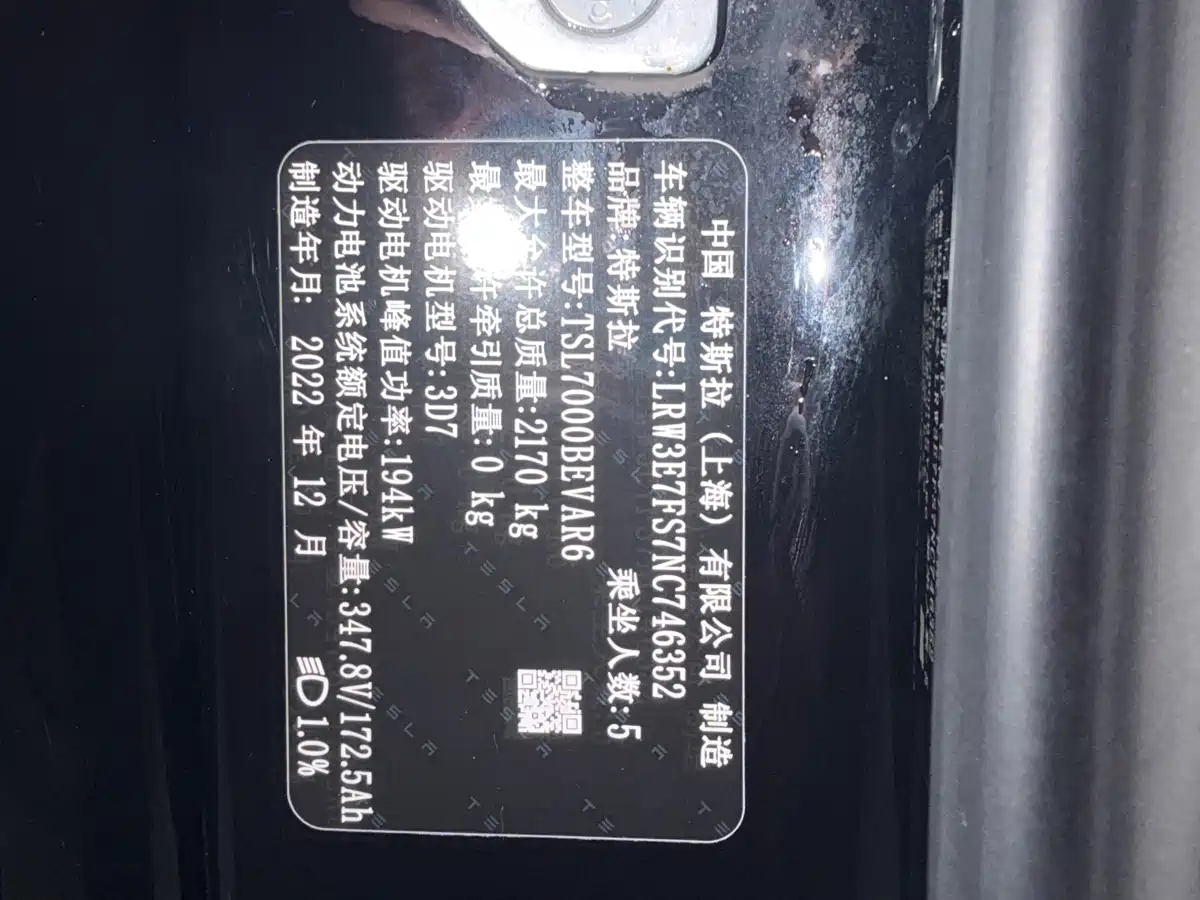 中国 特斯拉（上海）有限公司 制造
车辆识别代号:LRW3E7FS7NC746352
品牌:特斯拉 乘坐人数:5
整车型号:TSL7000BEVAR6
最大允许总质量:2170 kg
最 许牵引质量:0 kg
驱动电机型号:3D7
驱动电机峰值功率:194kW
动力电池系统额定电压/容量:347.8V/172.5Ah
制造年月: 2022 年 12 月 1.0%